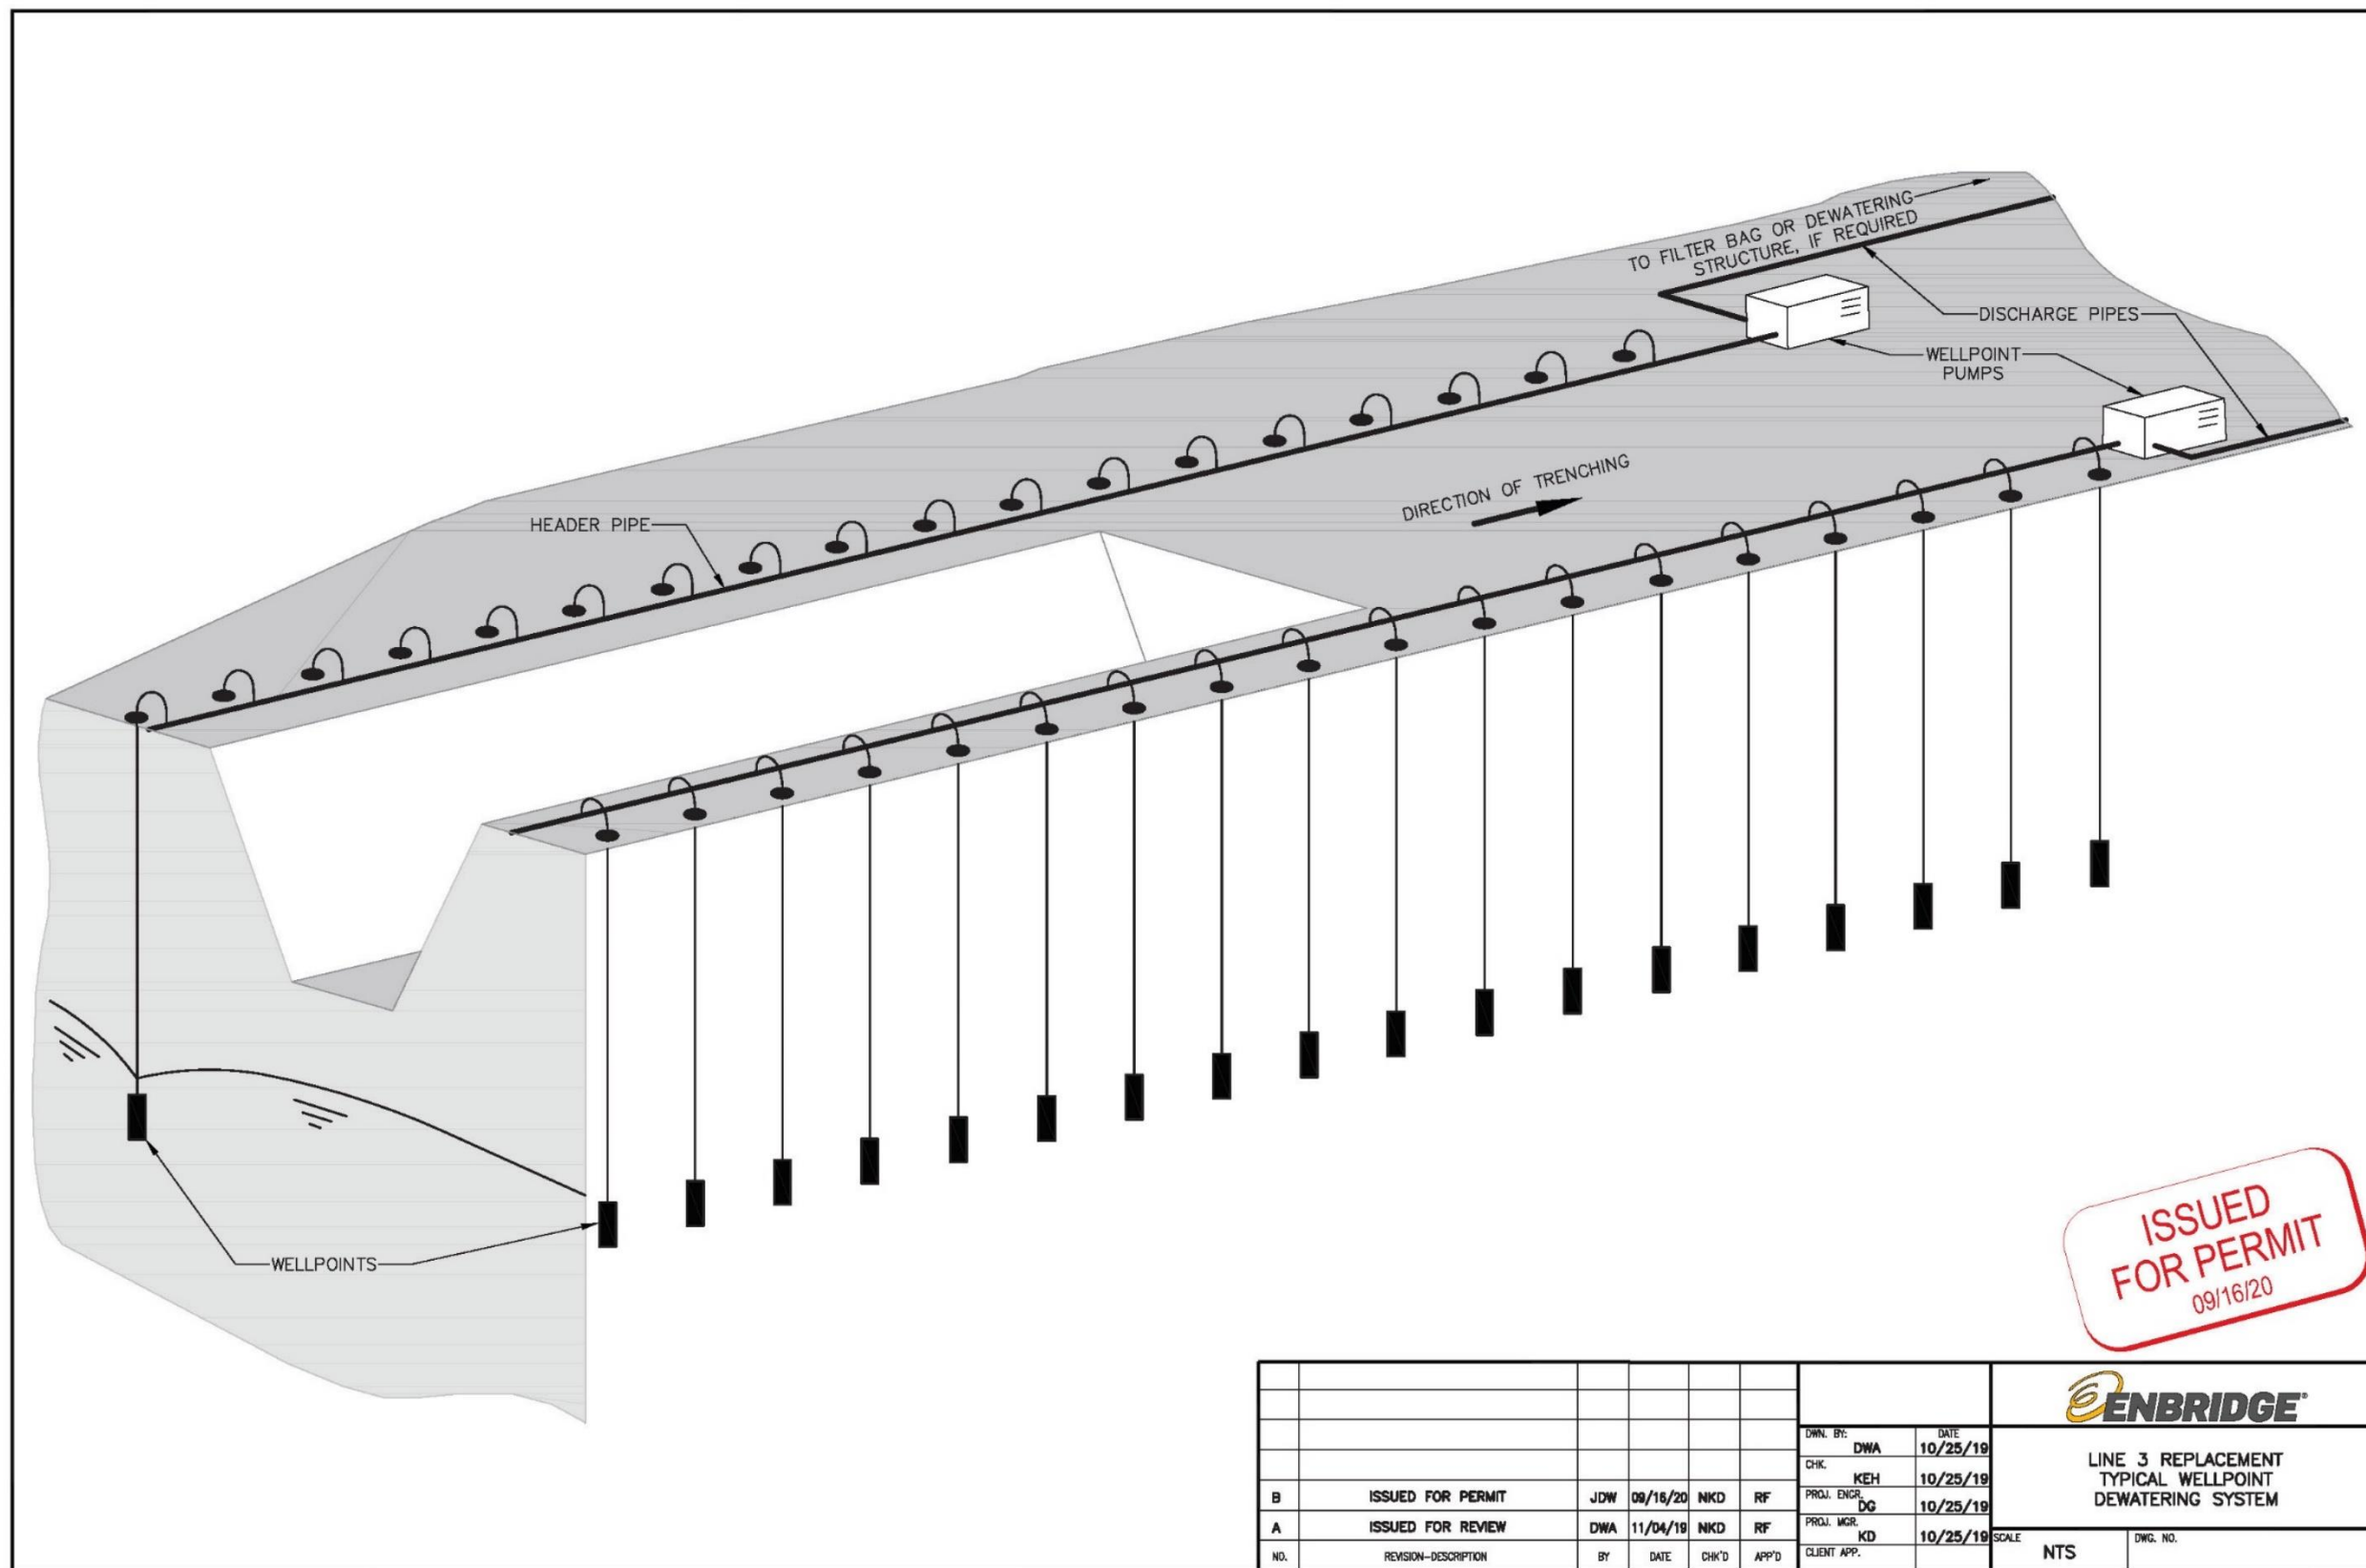 TO FILTER BAG OR DEWATERING
STRUCTURE, IF REQUIRED
DISCHARGE PIPES
WELLPOINT
PUMPS
DIRECTION OF TRENCHING
HEADER PIPE
WELLPOINTS
ISSUED
FOR PERMIT
09/16/20
ENBRIDGE®
LINE 3 REPLACEMENT
TYPICAL WELLPOINT
DEWATERING SYSTEM
SCALE NTS DWG. NO.
DWN. BY: DWA DATE 10/25/19
CHK. KEH 10/25/19
PROJ. ENGR. DG 10/25/19
PROJ. MGR. KD 10/25/19
CLIENT APP.
B ISSUED FOR PERMIT JDW 09/16/20 NKD RF
A ISSUED FOR REVIEW DWA 11/04/19 NKD RF
NO. REVISION-DESCRIPTION BY DATE CHK'D APP'D